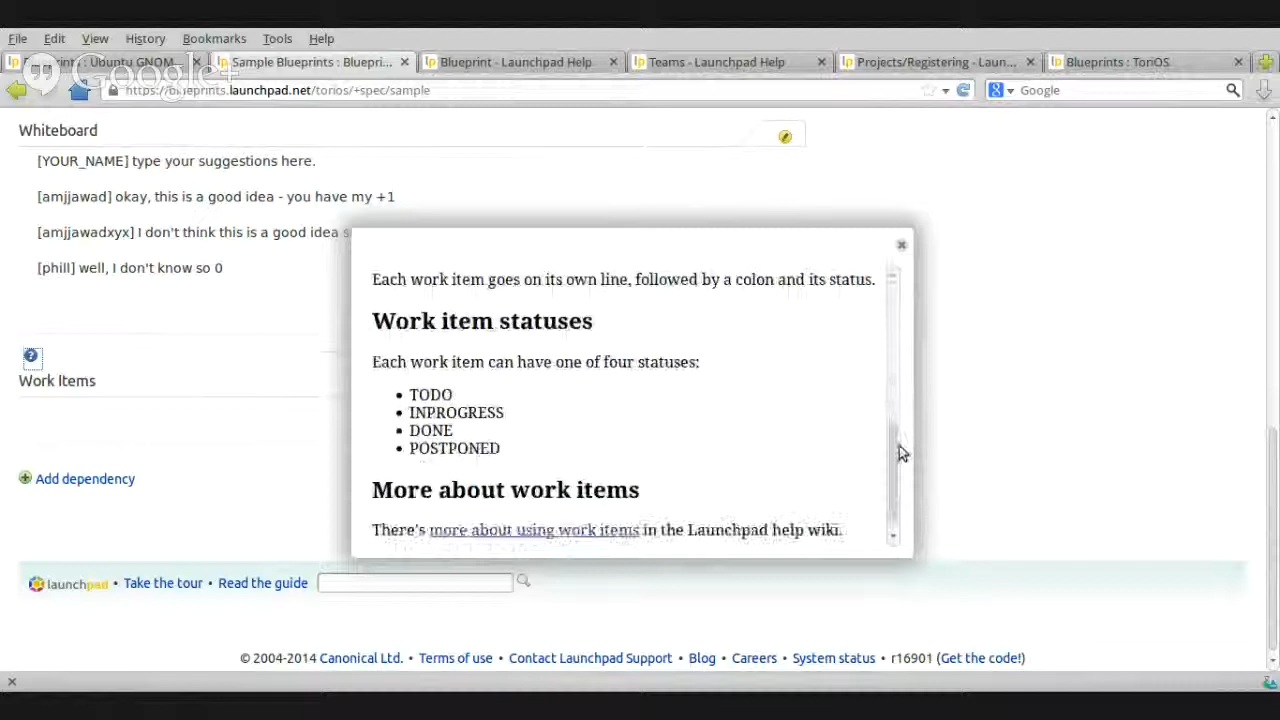 File Edit View History Bookmarks Tools Help
Google+
Ubuntu GNOM... Sample Blueprints : Bluepri... Blueprint - Launchpad Help Teams - Launchpad Help Projects/Registering - Laun... Blueprints : ToriOS
https://blueprints.launchpad.net/torios/+spec/sample Google
Whiteboard
[YOUR_NAME] type your suggestions here.
[amjjawad] okay, this is a good idea - you have my +1
[amjjawadxyx] I don't think this is a good idea
[phill] well, I don't know so 0
Work Items
Add dependency
Each work item goes on its own line, followed by a colon and its status.
Work item statuses
Each work item can have one of four statuses:
• TODO
• INPROGRESS
• DONE
• POSTPONED
More about work items
There's more about using work items in the Launchpad help wiki.
launchpad • Take the tour • Read the guide
© 2004-2014 Canonical Ltd. • Terms of use • Contact Launchpad Support • Blog • Careers • System status • r16901 (Get the code!)